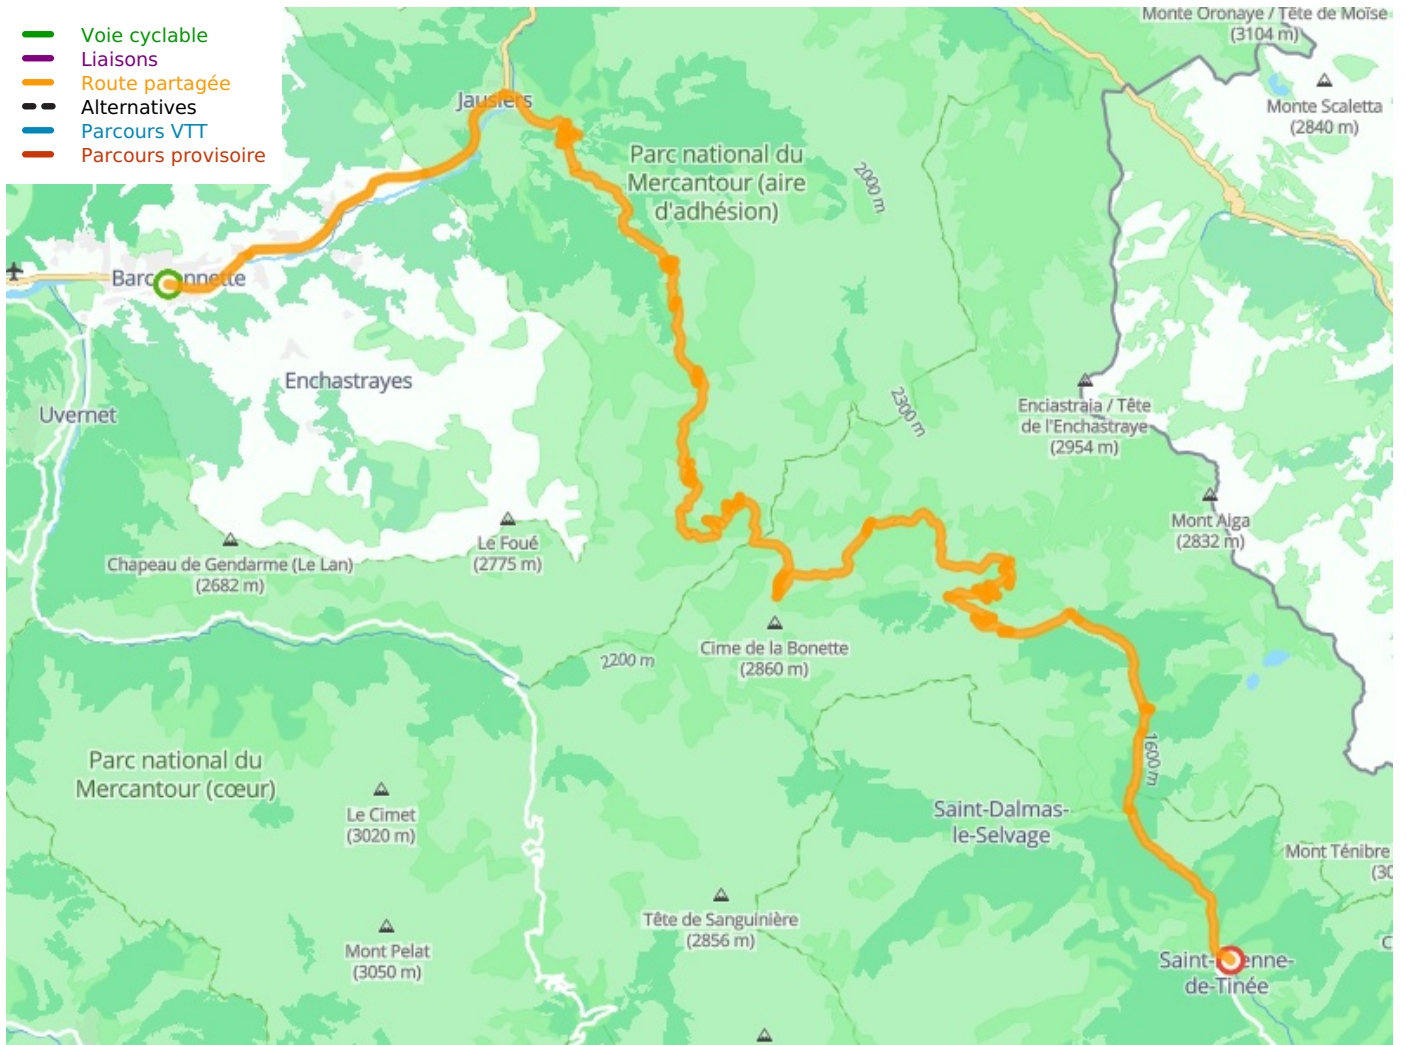 Voie cyclable
Liaisons
Route partagée
Alternatives
Parcours VTT
Parcours provisoire
Monte Oronaye / Tête de Moïse
(3104 m)
Monte Scaletta
(2840 m)
Jausiers
Parc national du
Mercantour (aire
d'adhésion)
2000 m
Enchastrayes
Uvernet
2300 m
Enciastraia / Tête
de l'Enchastraye
(2954 m)
Mont Aiga
(2832 m)
Le Foué
(2775 m)
Chapeau de Gendarme (Le Lan)
(2682 m)
Cime de la Bonette
(2860 m)
2200 m
1600 m
Parc national du
Mercantour (cœur)
Le Cimet
(3020 m)
Saint-Dalmas-
le-Selvage
Mont Ténibre
Tête de Sanguinière
(2856 m)
Mont Pelat
(3050 m)
de-Tinée